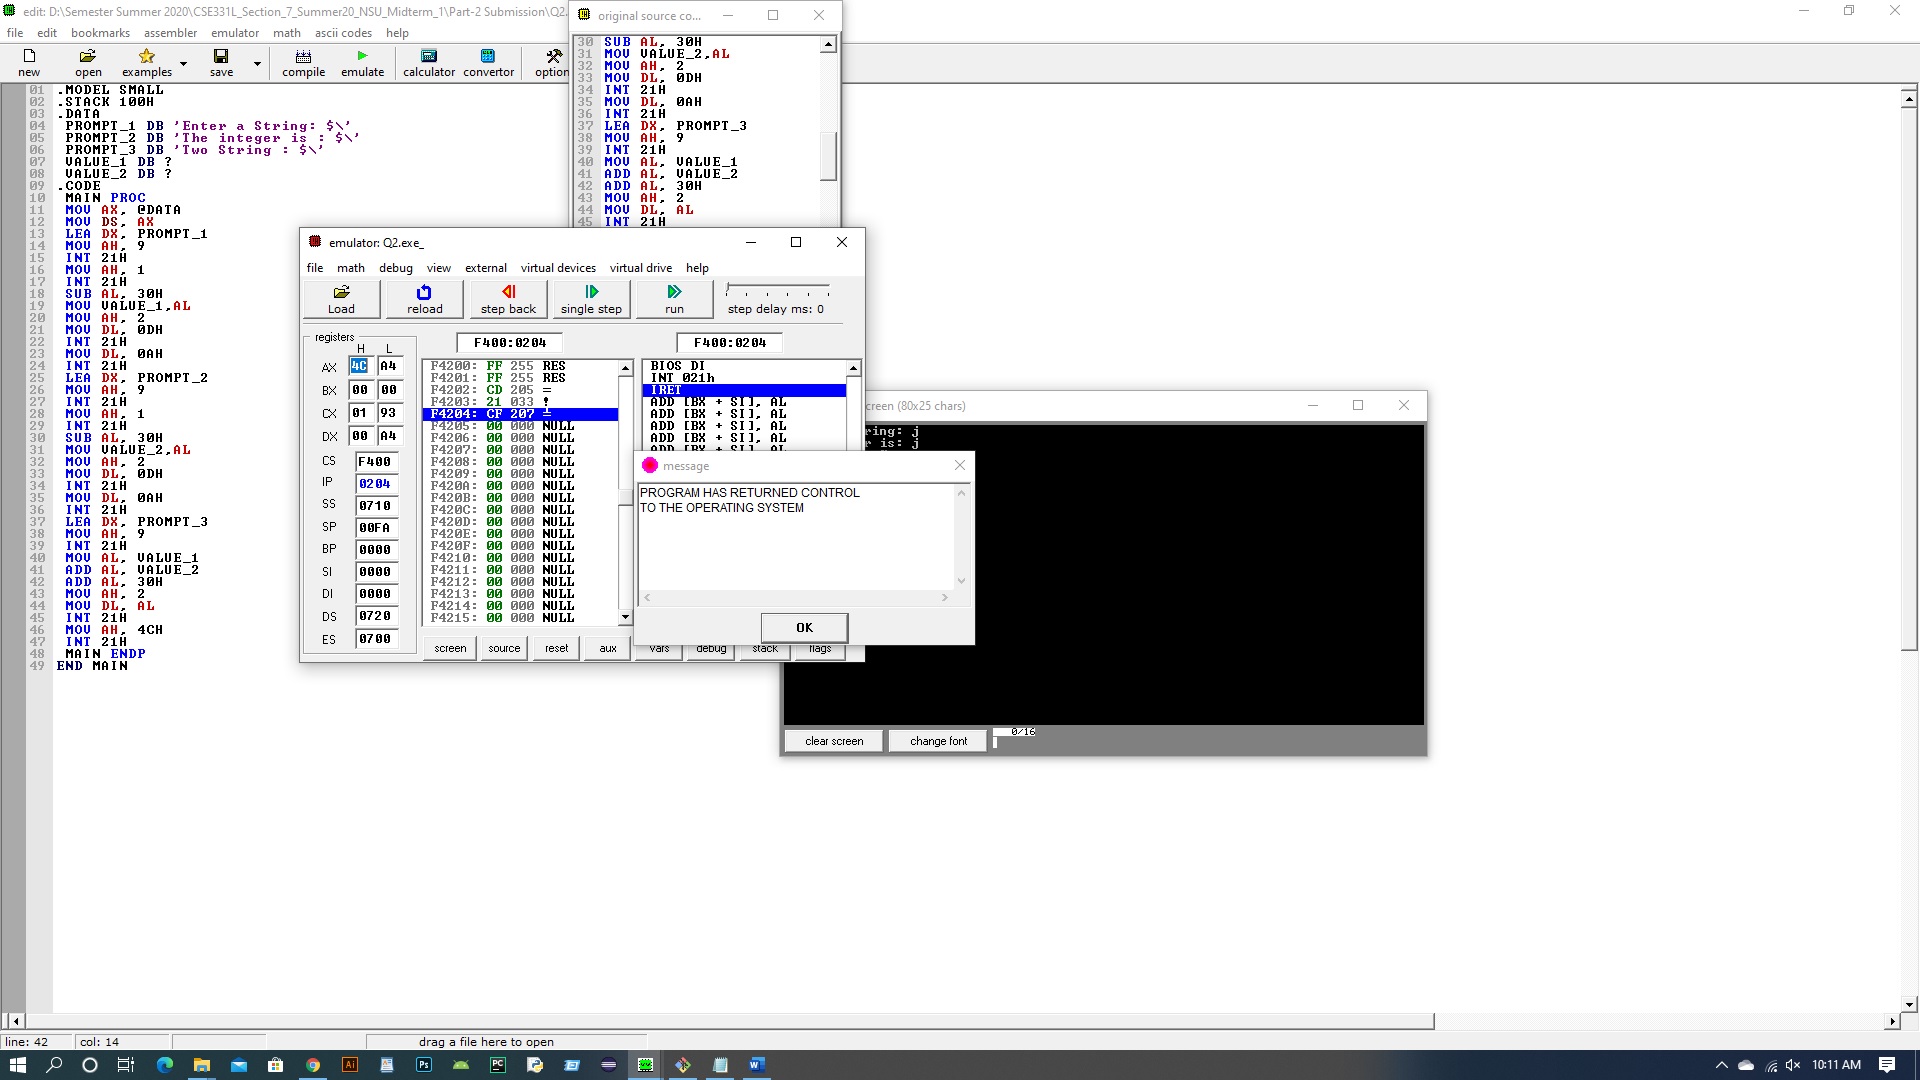 edit: D:\Semester Summer 2020\CSE331L_Section_7_Summer20_NSU_Midterm_1\Part-2 Submission\Q2.
file edit bookmarks assembler emulator math ascii codes help
new open examples save compile emulate calculator convertor option
01 .MODEL SMALL
02 .STACK 100H
03 .DATA
04 PROMPT_1 DB 'Enter a String: $\'
05 PROMPT_2 DB 'The integer is : $\'
06 PROMPT_3 DB 'Two String : $\'
07 VALUE_1 DB ?
08 VALUE_2 DB ?
09 .CODE
10 MAIN PROC
11 MOV AX, @DATA
12 MOV DS, AX
13 LEA DX, PROMPT_1
14 MOV AH, 9
15 INT 21H
16 MOV AH, 1
17 INT 21H
18 SUB AL, 30H
19 MOV VALUE_1,AL
20 MOV AH, 2
21 MOV DL, 0DH
22 INT 21H
23 MOV DL, 0AH
24 INT 21H
25 LEA DX, PROMPT_2
26 MOV AH, 9
27 INT 21H
28 MOV AH, 1
29 INT 21H
30 SUB AL, 30H
31 MOV VALUE_2,AL
32 MOV AH, 2
33 MOV DL, 0DH
34 INT 21H
35 MOV DL, 0AH
36 INT 21H
37 LEA DX, PROMPT_3
38 MOV AH, 9
39 INT 21H
40 MOV AL, VALUE_1
41 ADD AL, VALUE_2
42 ADD AL, 30H
43 MOV AH, 2
44 MOV DL, AL
45 INT 21H
46 MOV AH, 4CH
47 INT 21H
48 MAIN ENDP
49 END MAIN
original source co...
30 SUB AL, 30H
31 MOV VALUE_2,AL
32 MOV AH, 2
33 MOV DL, 0DH
34 INT 21H
35 MOV DL, 0AH
36 INT 21H
37 LEA DX, PROMPT_3
38 MOV AH, 9
39 INT 21H
40 MOV AL, VALUE_1
41 ADD AL, VALUE_2
42 ADD AL, 30H
43 MOV AH, 2
44 MOV DL, AL
45 INT 21H
emulator: Q2.exe_
file math debug view external virtual devices virtual drive help
Load reload step back single step run step delay ms: 0
registers F400:0204 F400:0204
H L
AX 4C A4
BX 00 00
CX 01 93
DX 00 A4
CS F400
IP 0204
SS 0710
SP 00FA
BP 0000
SI 0000
DI 0000
DS 0720
ES 0700
F4200: FF 255 RES
F4201: FF 255 RES
F4202: CD 205 =
F4203: 21 033 !
F4204: CF 207 ╧
F4205: 00 000 NULL
F4206: 00 000 NULL
F4207: 00 000 NULL
F4208: 00 000 NULL
F4209: 00 000 NULL
F420A: 00 000 NULL
F420B: 00 000 NULL
F420C: 00 000 NULL
F420D: 00 000 NULL
F420E: 00 000 NULL
F420F: 00 000 NULL
F4210: 00 000 NULL
F4211: 00 000 NULL
F4212: 00 000 NULL
F4213: 00 000 NULL
F4214: 00 000 NULL
F4215: 00 000 NULL
BIOS DI
INT 021h
IRET
ADD [BX + SI], AL
ADD [BX + SI], AL
ADD [BX + SI], AL
ADD [BX + SI], AL
ADD [BX + SI], AL
screen source reset aux vars debug stack flags
message
PROGRAM HAS RETURNED CONTROL
TO THE OPERATING SYSTEM
OK
creen (80x25 chars)
ring: j
r is: j
clear screen change font 0/16
line: 42 col: 14 drag a file here to open
10:11 AM